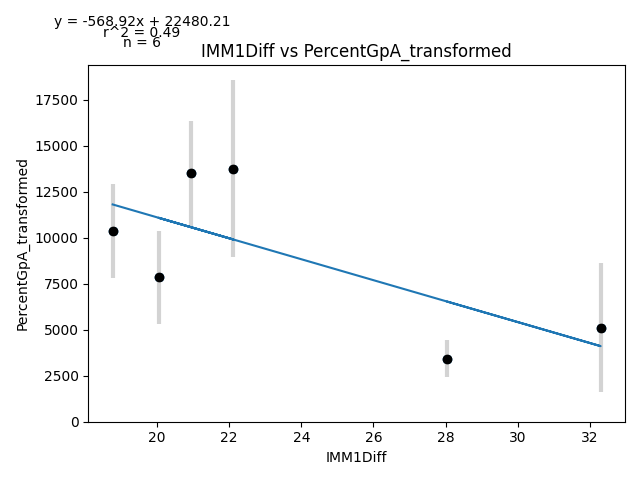 y = -568.92x + 22480.21
r^2 = 0.49
n = 6
IMM1Diff vs PercentGpA_transformed
17500
15000
12500
10000
7500
5000
2500
0
PercentGpA_transformed
20 22 24 26 28 30 32
IMM1Diff